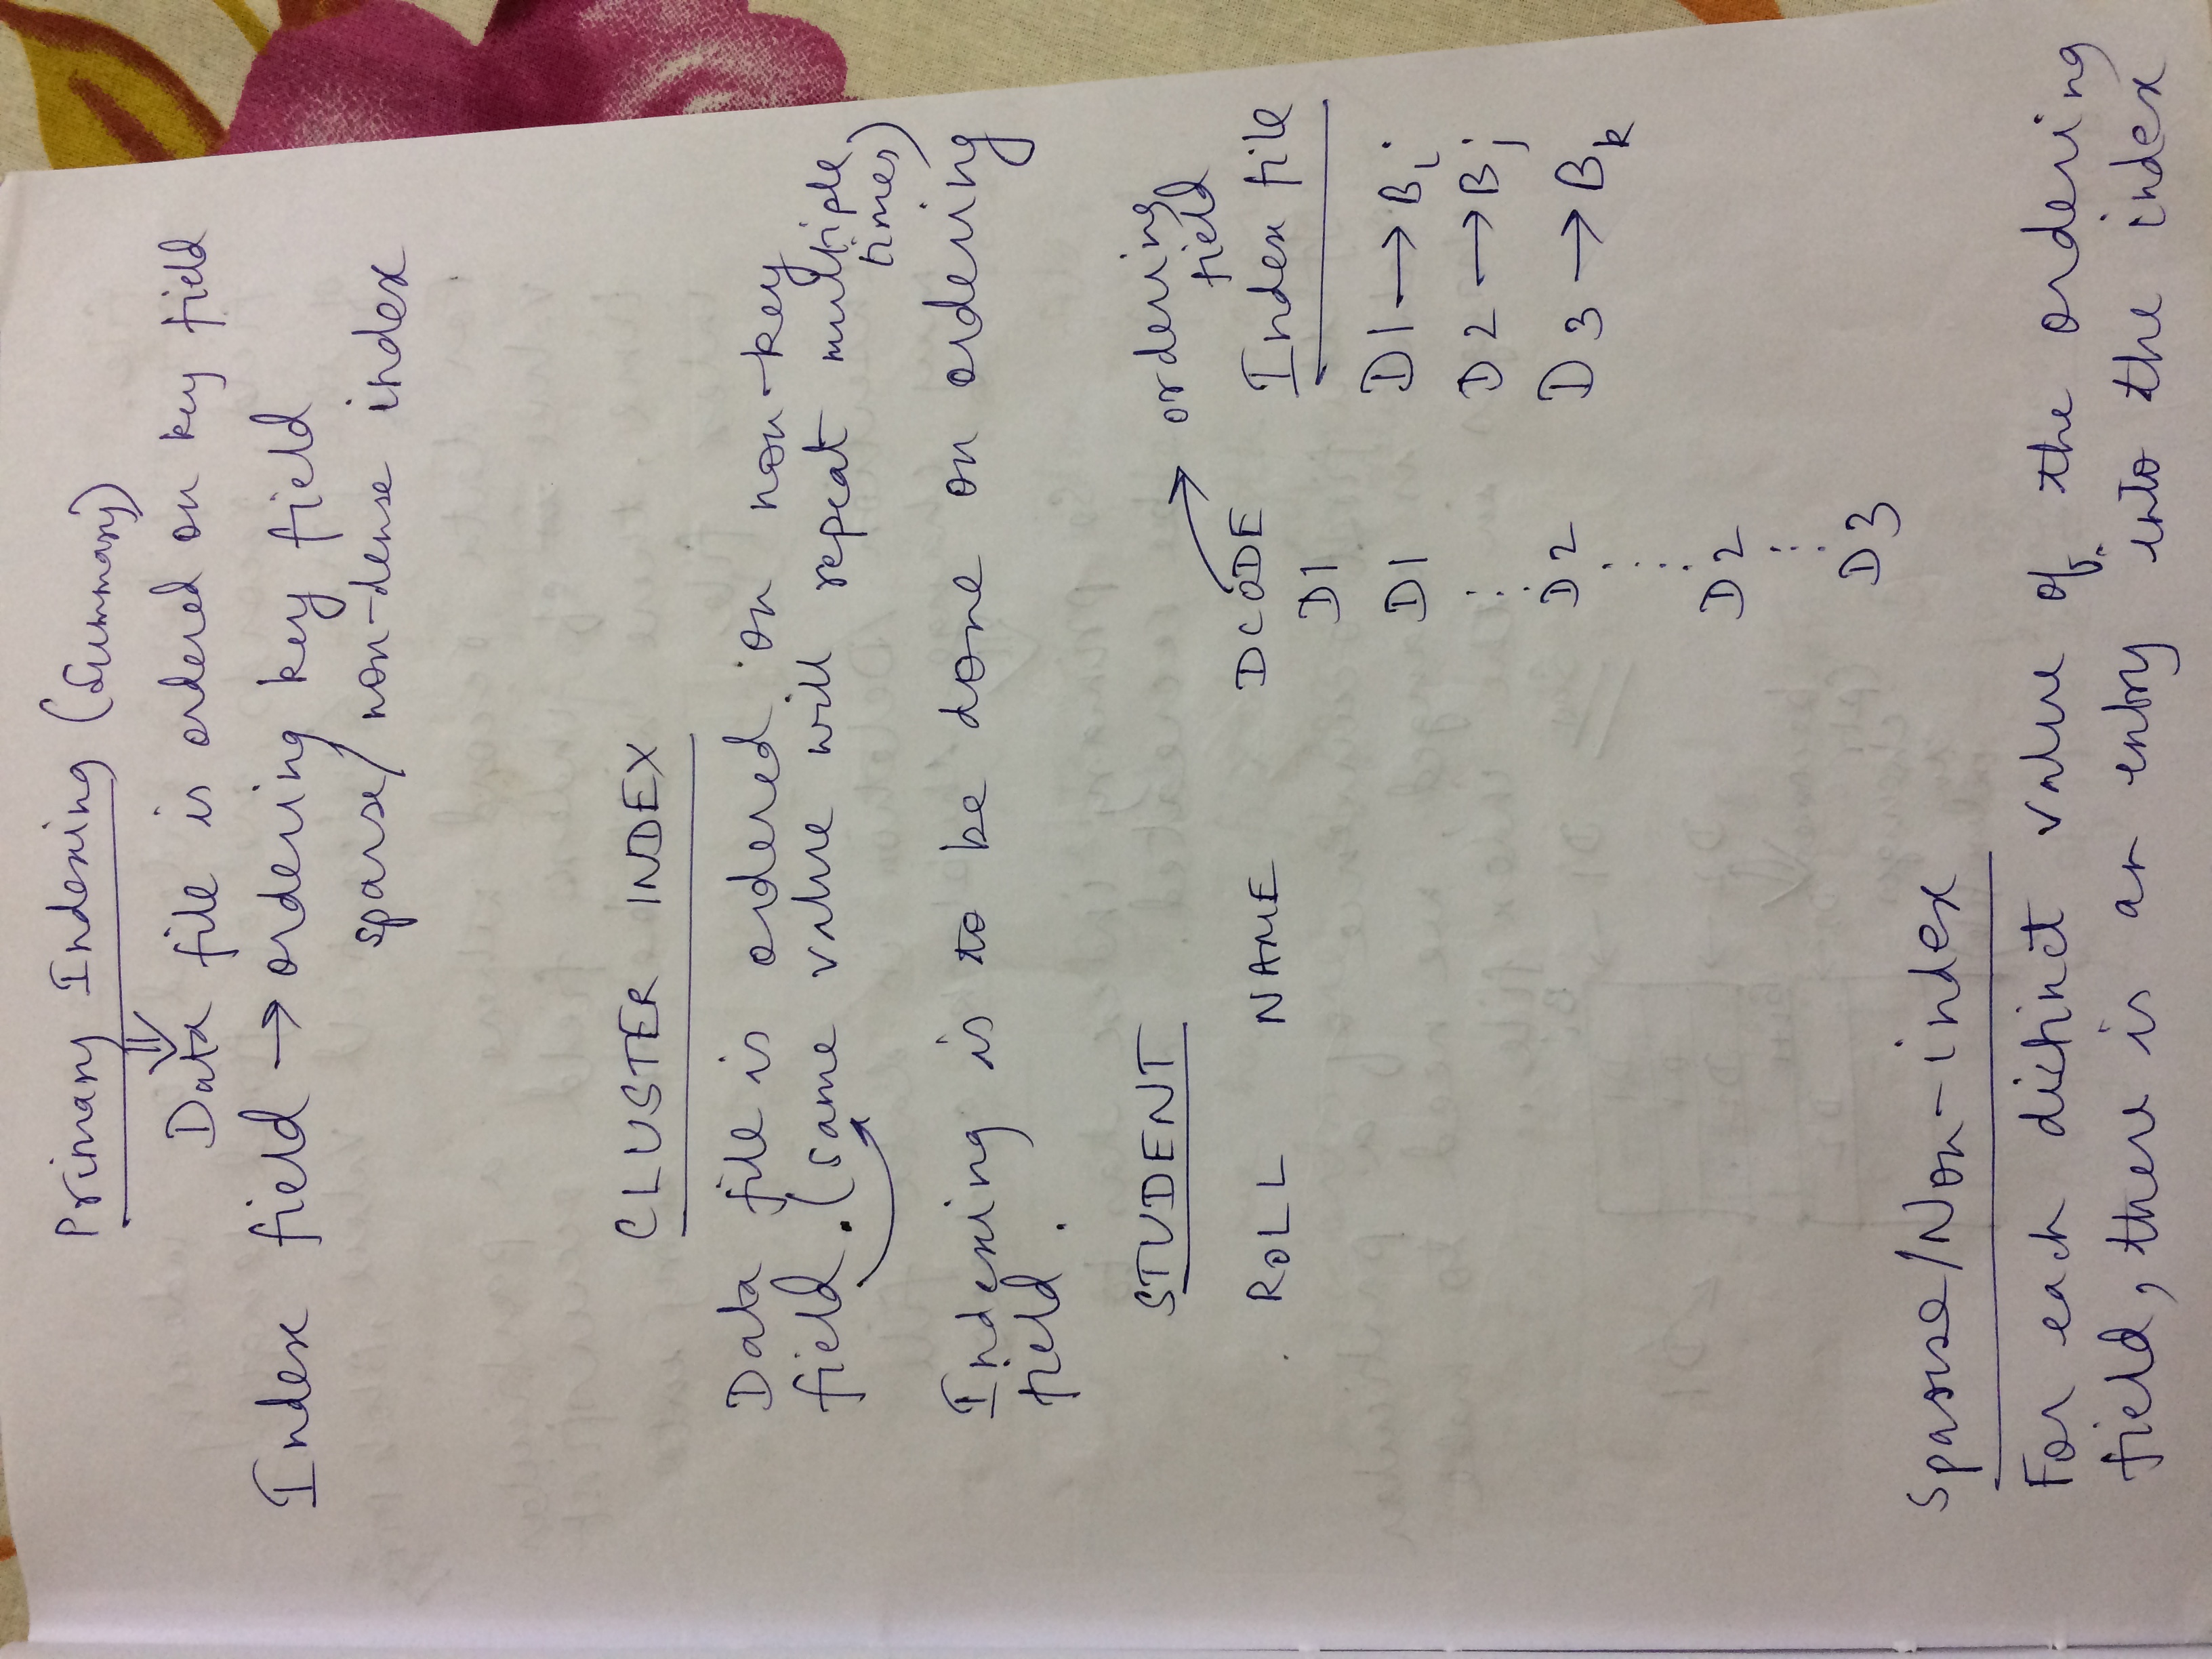 Primary Indexing (Summary)
⇓
Data file is ordered on key field
Index field → ordering key field
sparse/non-dense index
CLUSTER INDEX
Data file is ordered on non-key
field. (same value will repeat multiple
times)
Indexing is to be done on ordering
field.
STUDENT
ordering
field
ROLL NAME DCODE → Index file
D1
D1 D1 → Bi
: D2 → Bj
D2 D3 → Bk
:
D2
:
D3
Sparse/Non-index
For each distinct value of the ordering
field, there is an entry into the index